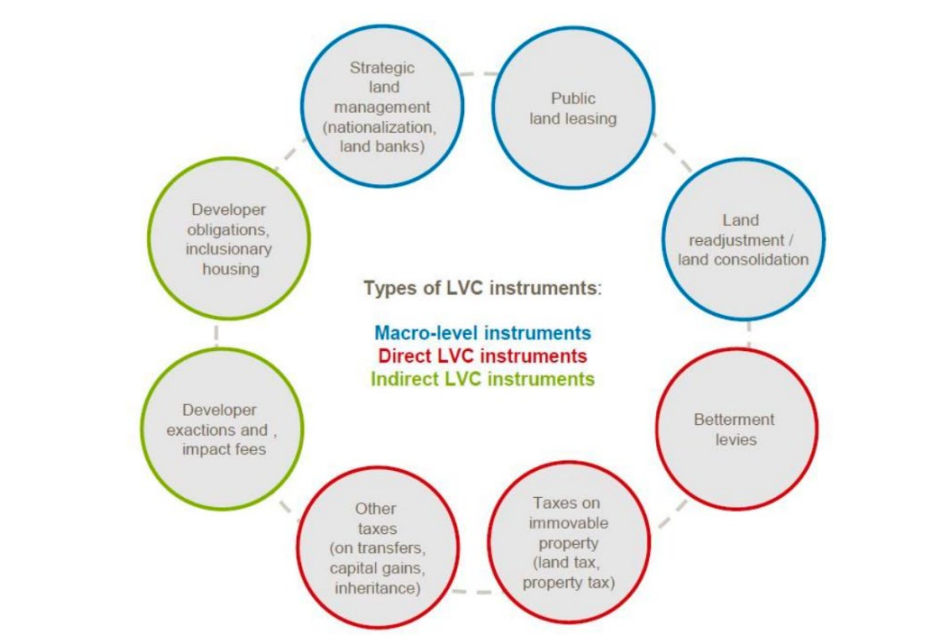 Strategic
land
management
(nationalization,
land banks)
Public
land leasing
Land
readjustment /
land consolidation
Betterment
levies
Taxes on
immovable
property
(land tax,
property tax)
Other
taxes
(on transfers,
capital gains,
inheritance)
Developer
exactions and ,
impact fees
Developer
obligations,
inclusionary
housing
Types of LVC instruments:
Macro-level instruments
Direct LVC instruments
Indirect LVC instruments